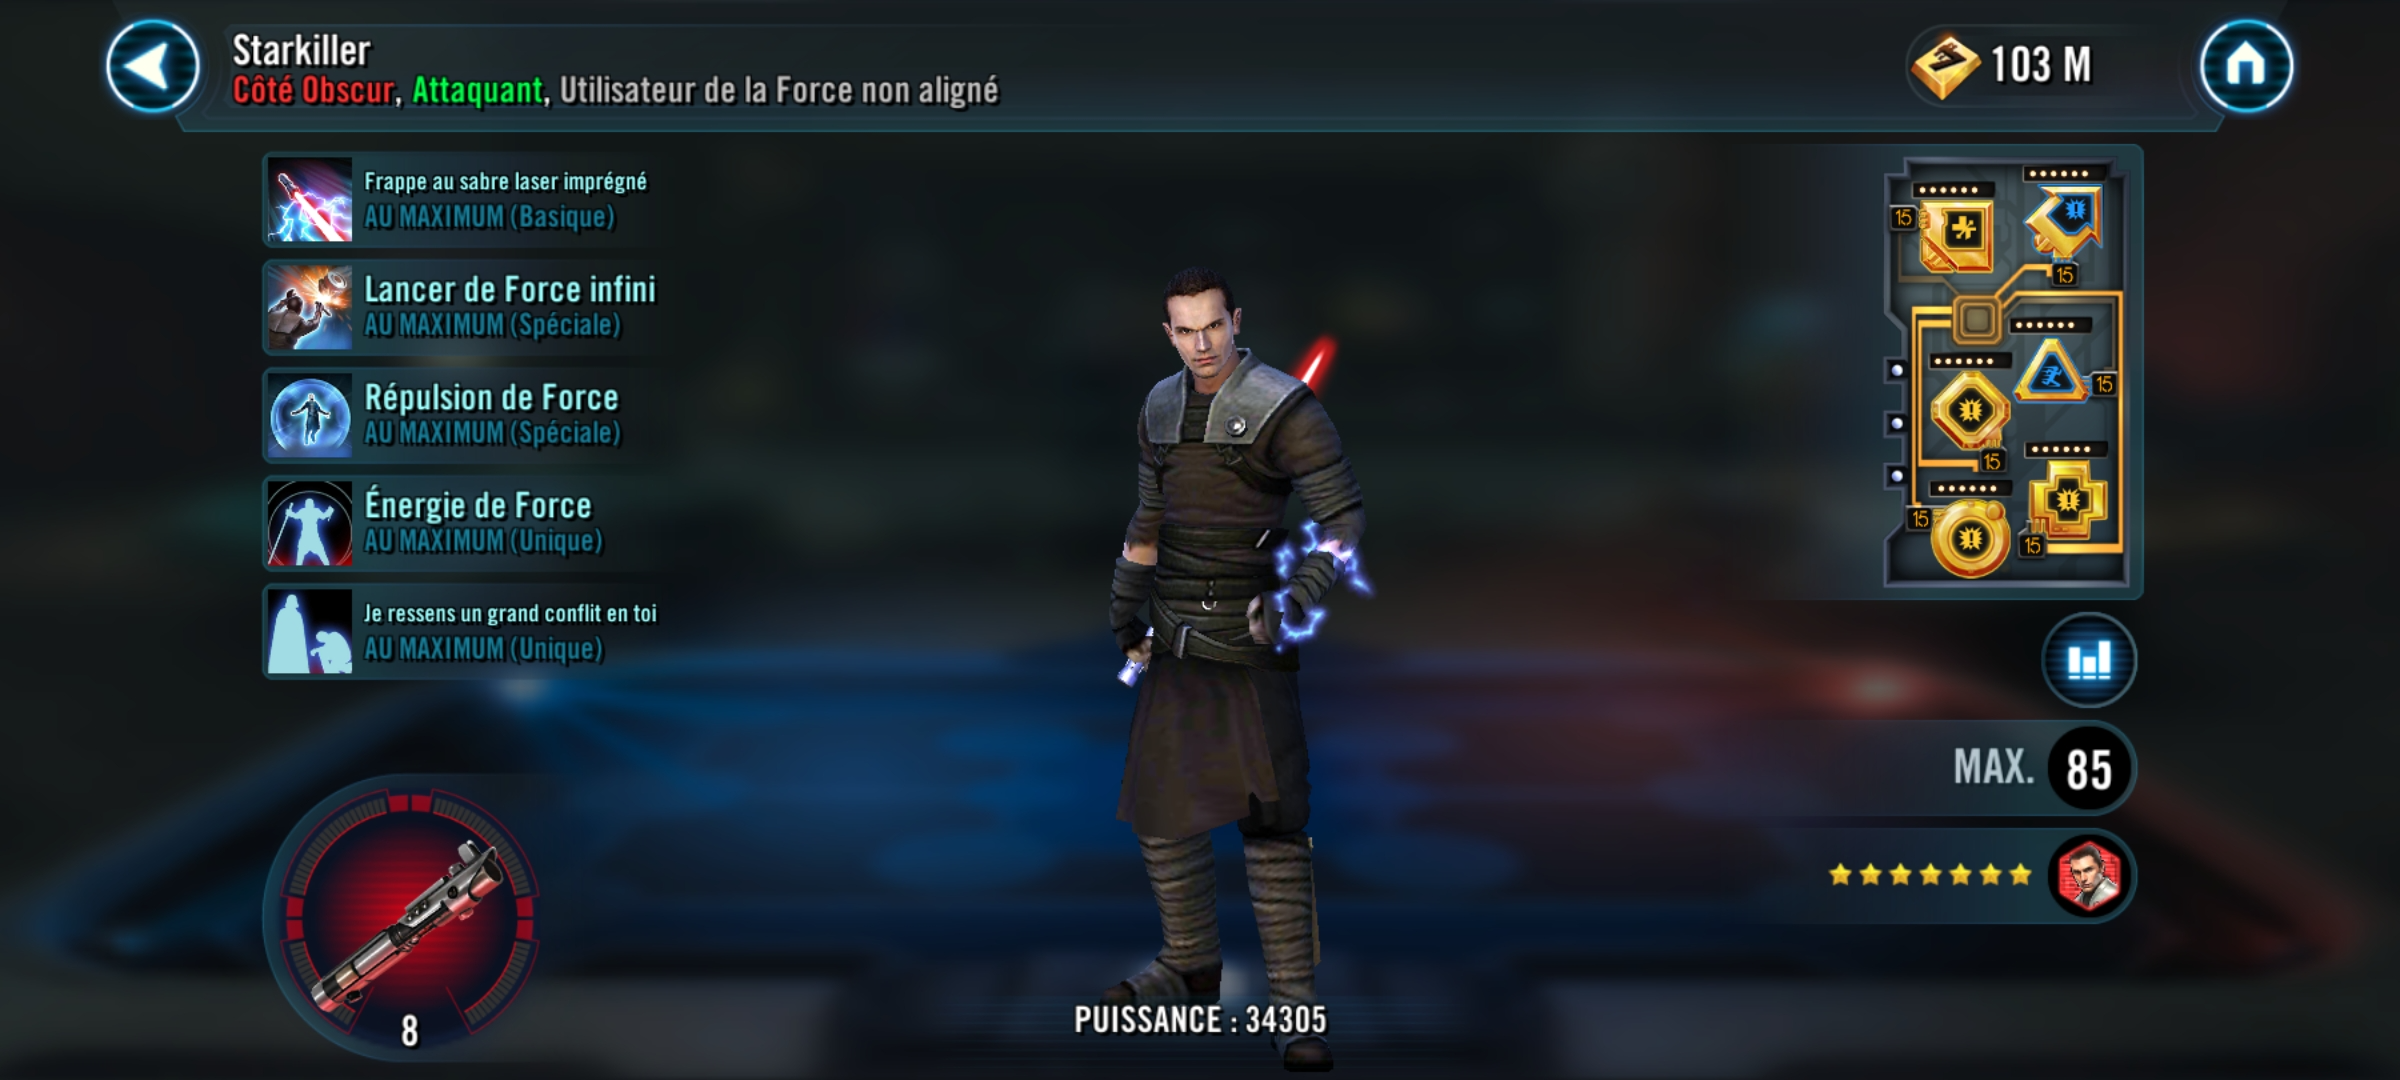 Starkiller
Côté Obscur, Attaquant, Utilisateur de la Force non aligné
103 M
Frappe au sabre laser imprégné
AU MAXIMUM (Basique)
Lancer de Force infini
AU MAXIMUM (Spéciale)
Répulsion de Force
AU MAXIMUM (Spéciale)
Énergie de Force
AU MAXIMUM (Unique)
Je ressens un grand conflit en toi
AU MAXIMUM (Unique)
15
15
15
15
15
15
MAX. 85
8
PUISSANCE : 34305